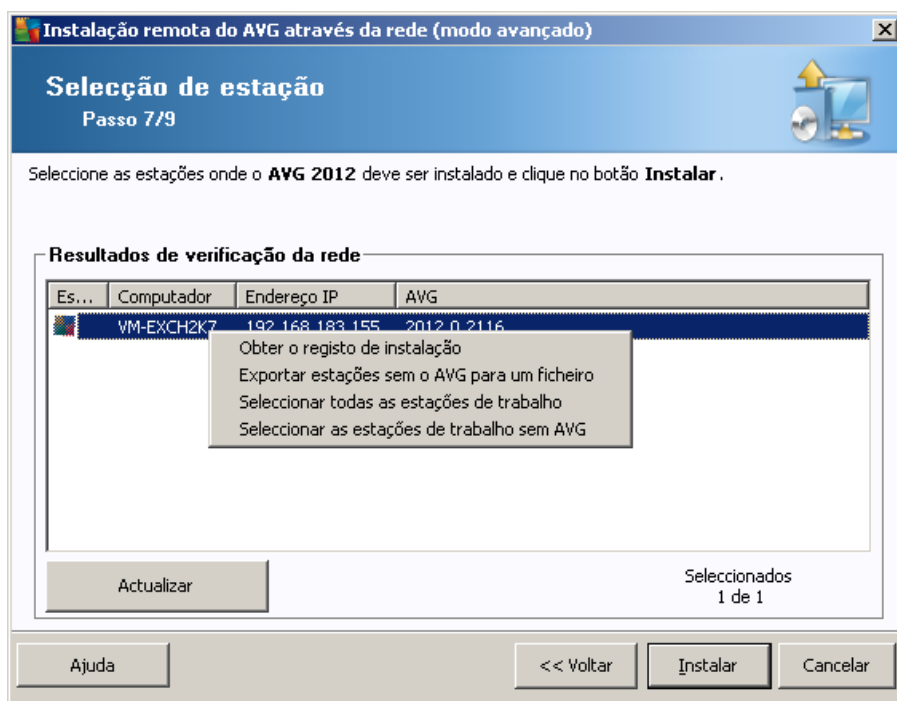 Instalação remota do AVG através da rede (modo avançado)
Selecção de estação
Passo 7/9
Seleccione as estações onde o AVG 2012 deve ser instalado e clique no botão Instalar.
Resultados de verificação da rede
Es... Computador Endereço IP AVG
VM-EXCH2K7 192.168.183.155 2012.0.2116
Obter o registo de instalação
Exportar estações sem o AVG para um ficheiro
Seleccionar todas as estações de trabalho
Seleccionar as estações de trabalho sem AVG
Actualizar
Seleccionados
1 de 1
Ajuda << Voltar Instalar Cancelar